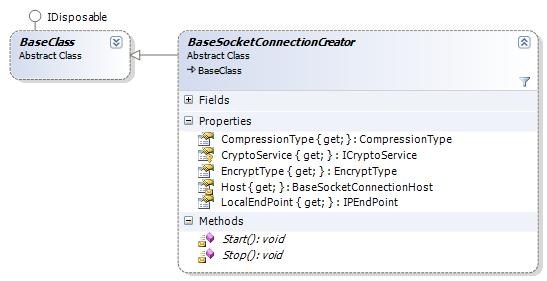 IDisposable
BaseClass
Abstract Class
BaseSocketConnectionCreator
Abstract Class
BaseClass
Fields
Properties
CompressionType { get; } : CompressionType
CryptoService { get; } : ICryptoService
EncryptType { get; } : EncryptType
Host { get; } : BaseSocketConnectionHost
LocalEndPoint { get; } : IPEndPoint
Methods
Start() : void
Stop() : void